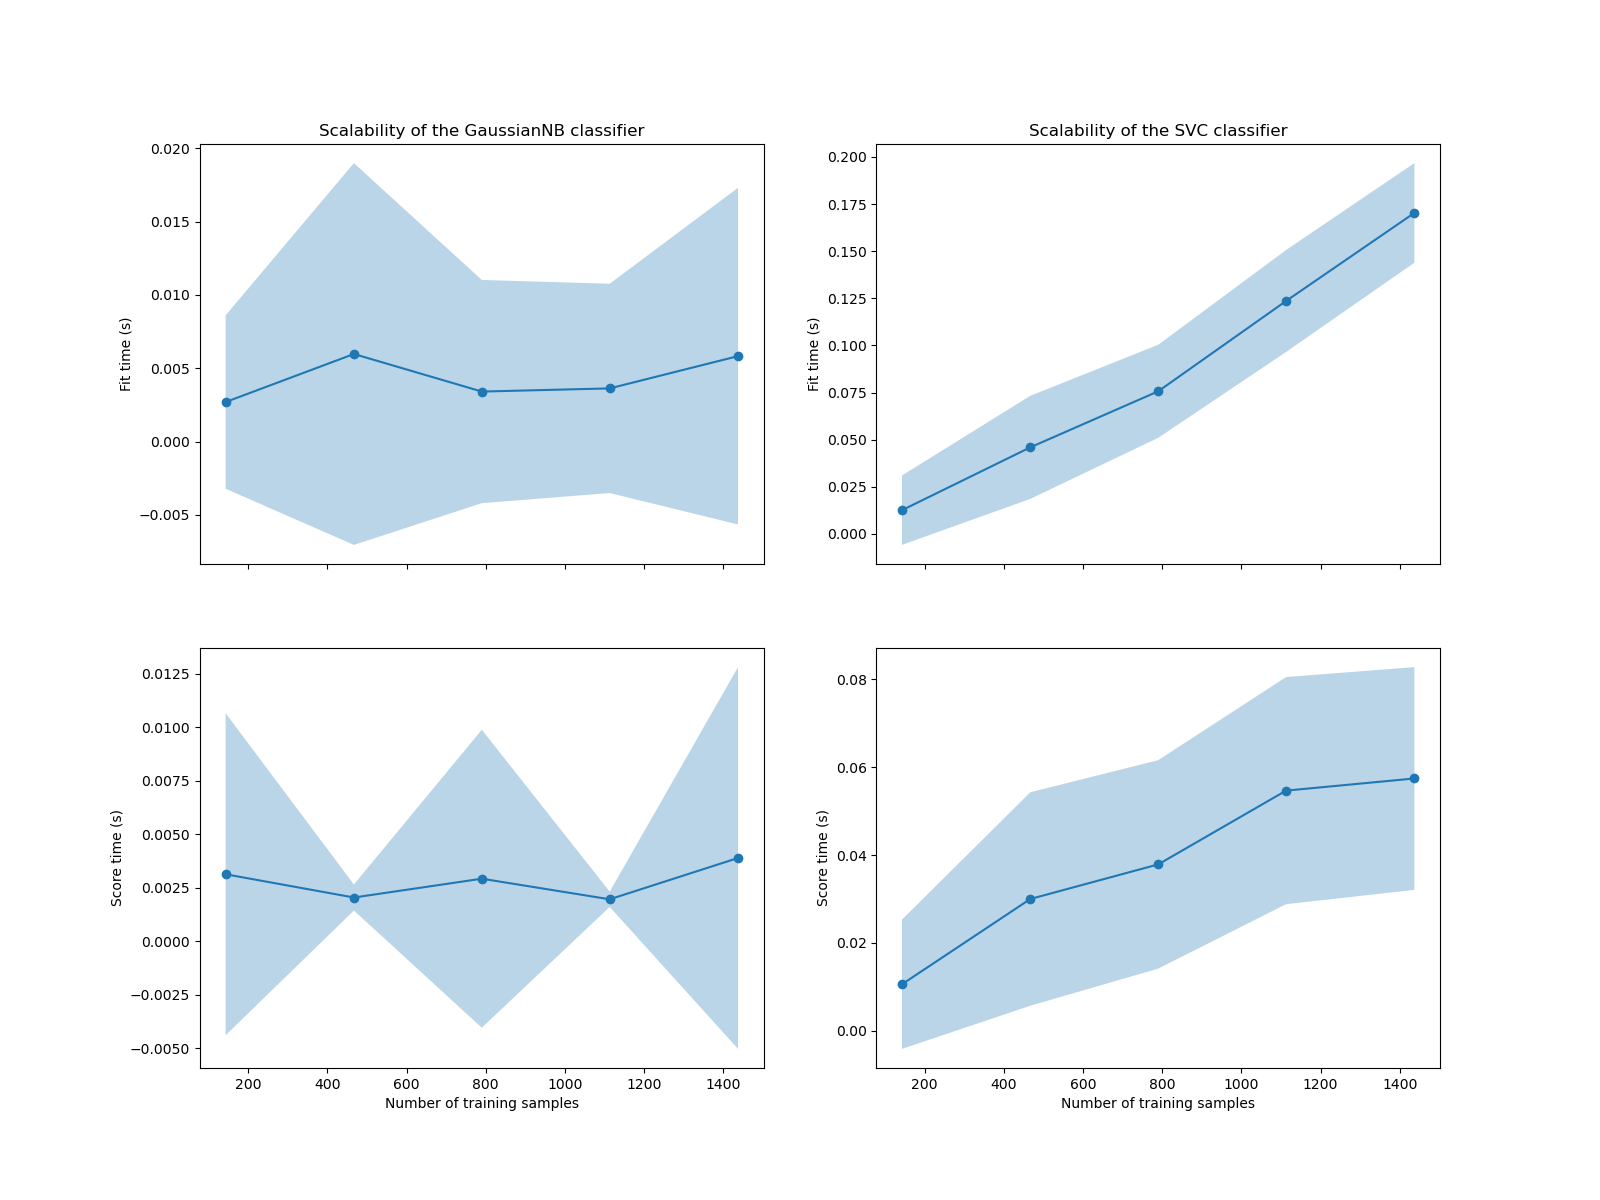 Scalability of the GaussianNB classifier
0.020
0.015
0.010
0.005
0.000
−0.005
Fit time (s)
Scalability of the SVC classifier
0.200
0.175
0.150
0.125
0.100
0.075
0.050
0.025
0.000
Fit time (s)
0.0125
0.0100
0.0075
0.0050
0.0025
0.0000
−0.0025
−0.0050
Score time (s)
200 400 600 800 1000 1200 1400
Number of training samples
0.08
0.06
0.04
0.02
0.00
Score time (s)
200 400 600 800 1000 1200 1400
Number of training samples